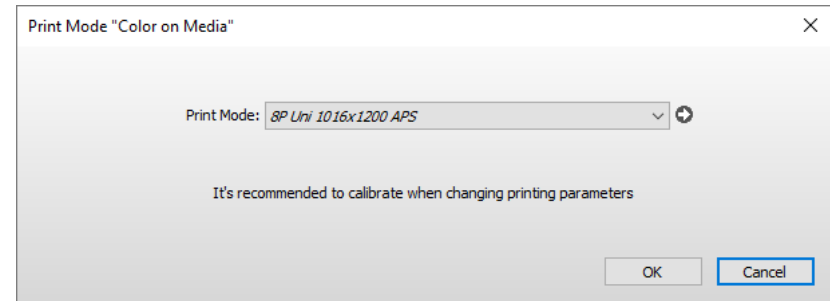 Print Mode "Color on Media"
Print Mode: 8P Uni 1016x1200 APS
It's recommended to calibrate when changing printing parameters
OK Cancel